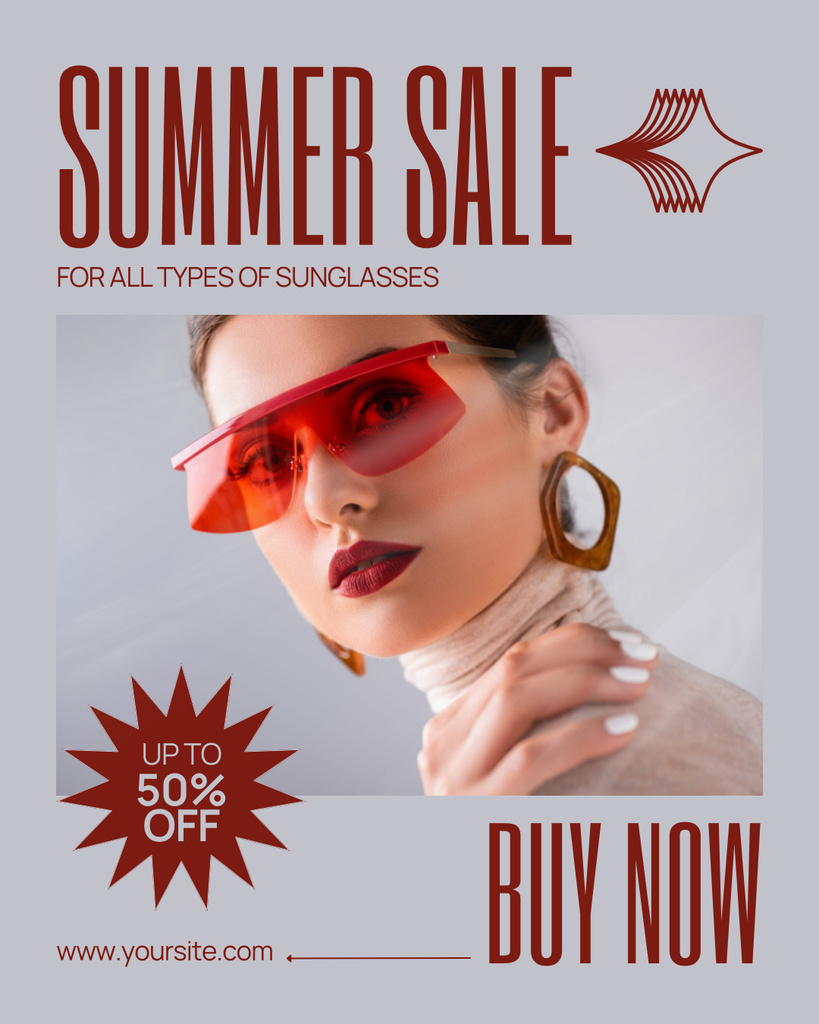 SUMMER SALE
FOR ALL TYPES OF SUNGLASSES
UP TO
50%
OFF
BUY NOW
www.yoursite.com